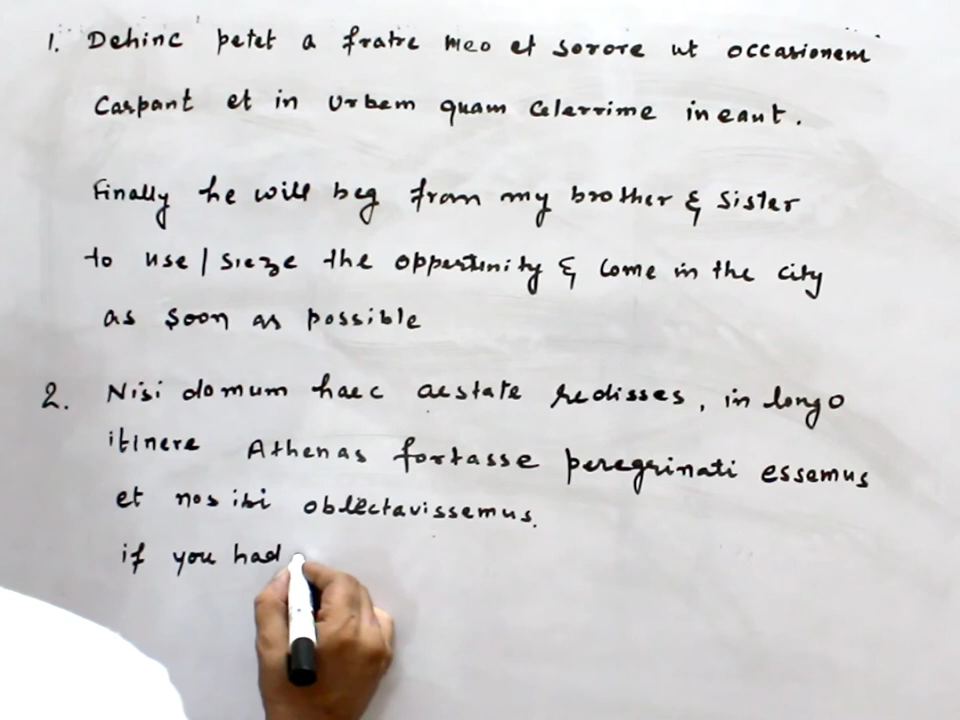 1. Dehinc petet a fratre meo et sorore ut occasionem
Carpant et in Urbem quam Celerrime ineant.
Finally he will beg from my brother & Sister
to use / sieze the oppertunity & Come in the city
as soon as possible
2. Nisi domum haec aestate redisses, in longo
itinere Athenas fortasse peregrinati essemus
et nos ibi oblectavissemus.
if you had